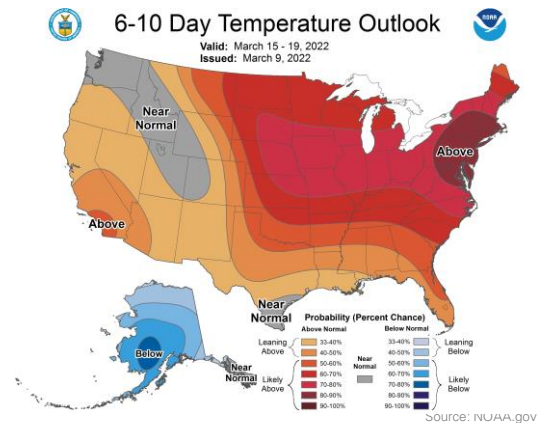 6-10 Day Temperature Outlook
Valid: March 15 - 19, 2022
Issued: March 9, 2022
NOAA
Near
Normal
Above
Above
Near
Normal
Below
Near
Normal
Probability (Percent Chance)
Above Normal
Below Normal
Leaning
Above
33-40%
40-50%
Likely
Above
50-60%
60-70%
70-80%
80-90%
90-100%
Near
Normal
33-40%
40-50%
Leaning
Below
50-60%
60-70%
70-80%
80-90%
90-100%
Likely
Below
Source: NOAA.gov